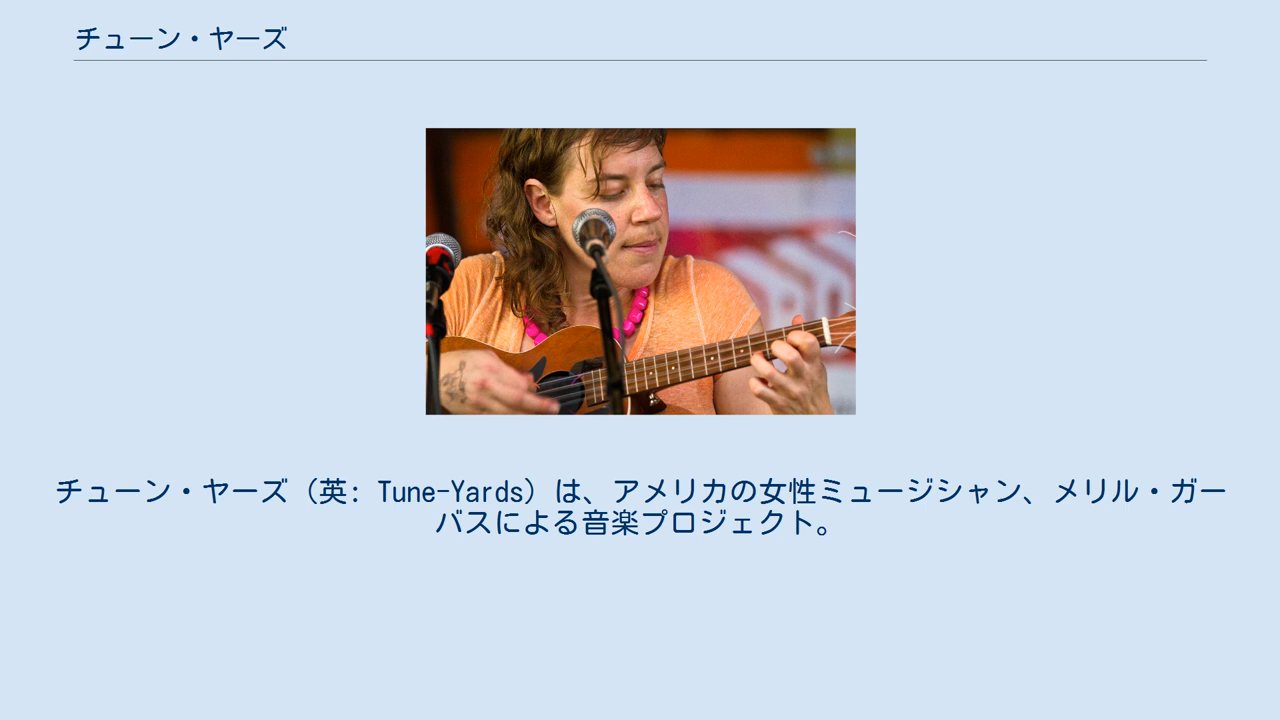 チューン・ヤーズ
チューン・ヤーズ（英: Tune-Yards）は、アメリカの女性ミュージシャン、メリル・ガー
バスによる音楽プロジェクト。